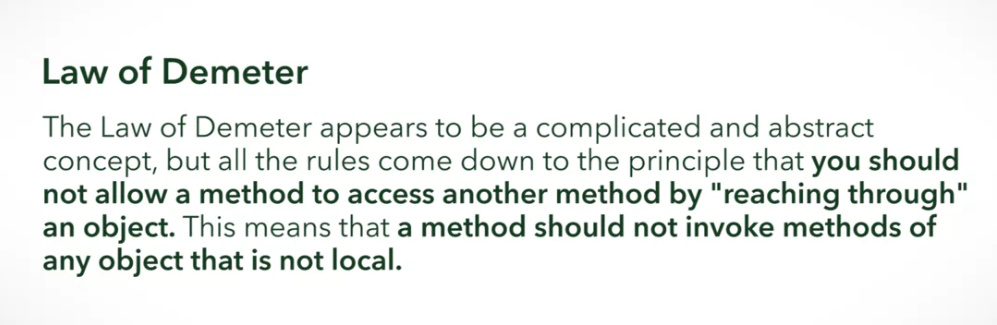 Law of Demeter
The Law of Demeter appears to be a complicated and abstract
concept, but all the rules come down to the principle that you should
not allow a method to access another method by "reaching through"
an object. This means that a method should not invoke methods of
any object that is not local.